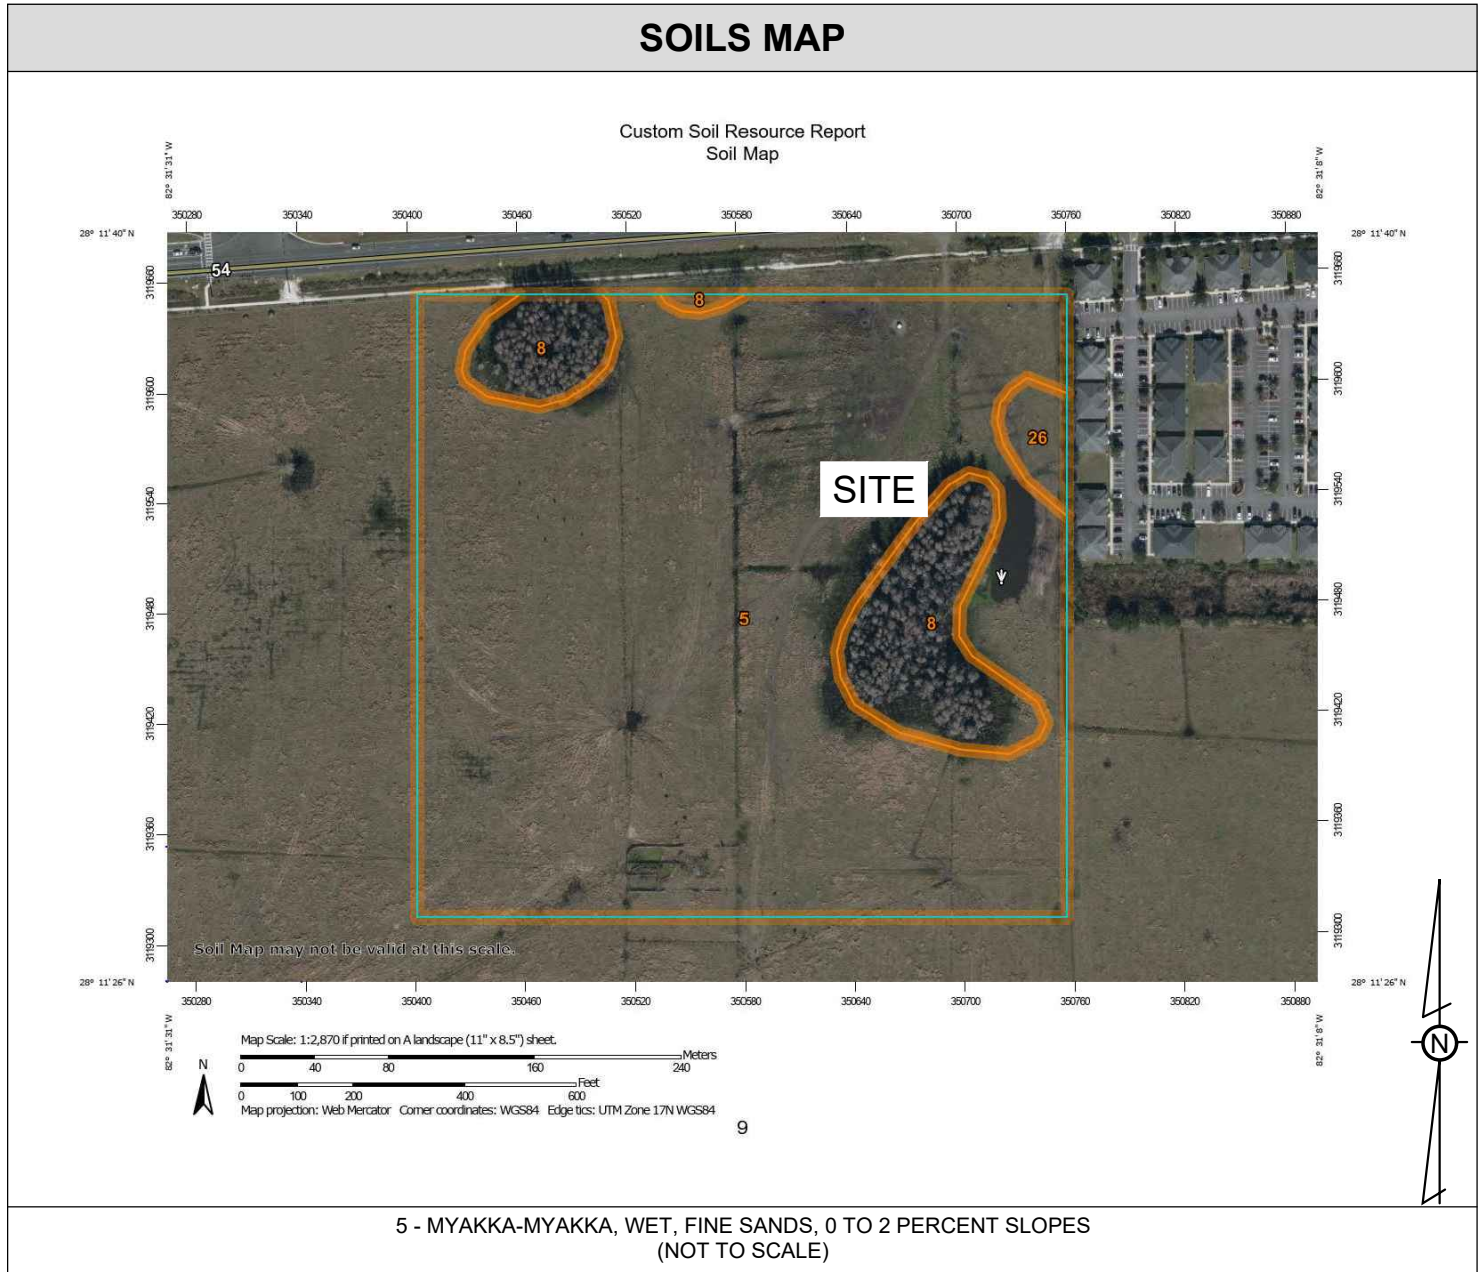 SOILS MAP
Custom Soil Resource Report
Soil Map
82° 31' 31" W
82° 31' 8" W
350280 350340 350400 350460 350520 350580 350640 350700 350760 350820 350880
28° 11' 40" N
28° 11' 40" N
54
8
8
26
SITE
5
8
3119660
3119600
3119540
3119480
3119420
3119360
3119300
3119660
3119600
3119540
3119480
3119420
3119360
3119300
Soil Map may not be valid at this scale.
28° 11' 26" N
28° 11' 26" N
350280 350340 350400 350460 350520 350580 350640 350700 350760 350820 350880
82° 31' 31" W
82° 31' 8" W
Map Scale: 1:2,870 if printed on A landscape (11" x 8.5") sheet.
N
Meters
0 40 80 160 240
Feet
0 100 200 400 600
Map projection: Web Mercator Corner coordinates: WGS84 Edge tics: UTM Zone 17N WGS84
9
N
5 - MYAKKA-MYAKKA, WET, FINE SANDS, 0 TO 2 PERCENT SLOPES
(NOT TO SCALE)